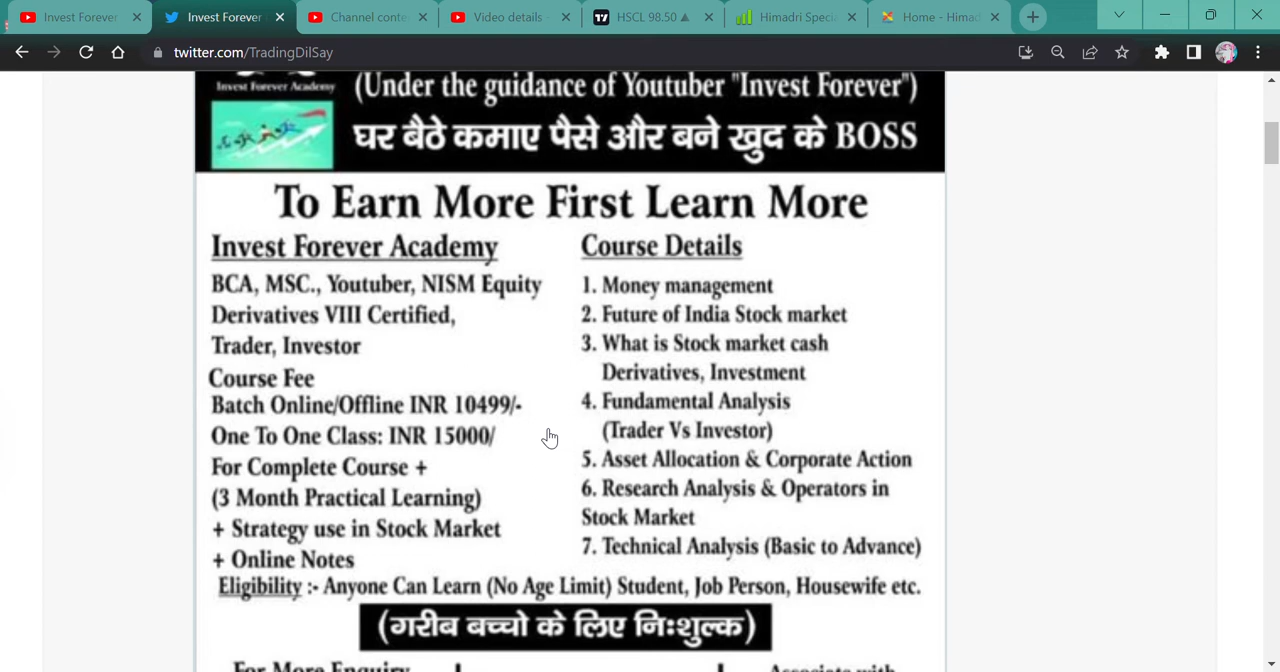 Invest Forever
Invest Forever
Channel conte
Video details -
HSCL 98.50 ▲
Himadri Speci
Home - Himad
twitter.com/TradingDilSay
Invest Forever Academy
(Under the guidance of Youtuber "Invest Forever")
घर बैठे कमाए पैसे और बने खुद के BOSS
To Earn More First Learn More
Invest Forever Academy
BCA, MSC., Youtuber, NISM Equity
Derivatives VIII Certified,
Trader, Investor
Course Fee
Batch Online/Offline INR 10499/-
One To One Class: INR 15000/
For Complete Course +
(3 Month Practical Learning)
+ Strategy use in Stock Market
+ Online Notes
Course Details
1. Money management
2. Future of India Stock market
3. What is Stock market cash
Derivatives, Investment
4. Fundamental Analysis
(Trader Vs Investor)
5. Asset Allocation & Corporate Action
6. Research Analysis & Operators in
Stock Market
7. Technical Analysis (Basic to Advance)
Eligibility :- Anyone Can Learn (No Age Limit) Student, Job Person, Housewife etc.
(गरीब बच्चो के लिए निःशुल्क)
For More Enquiry
Associate with